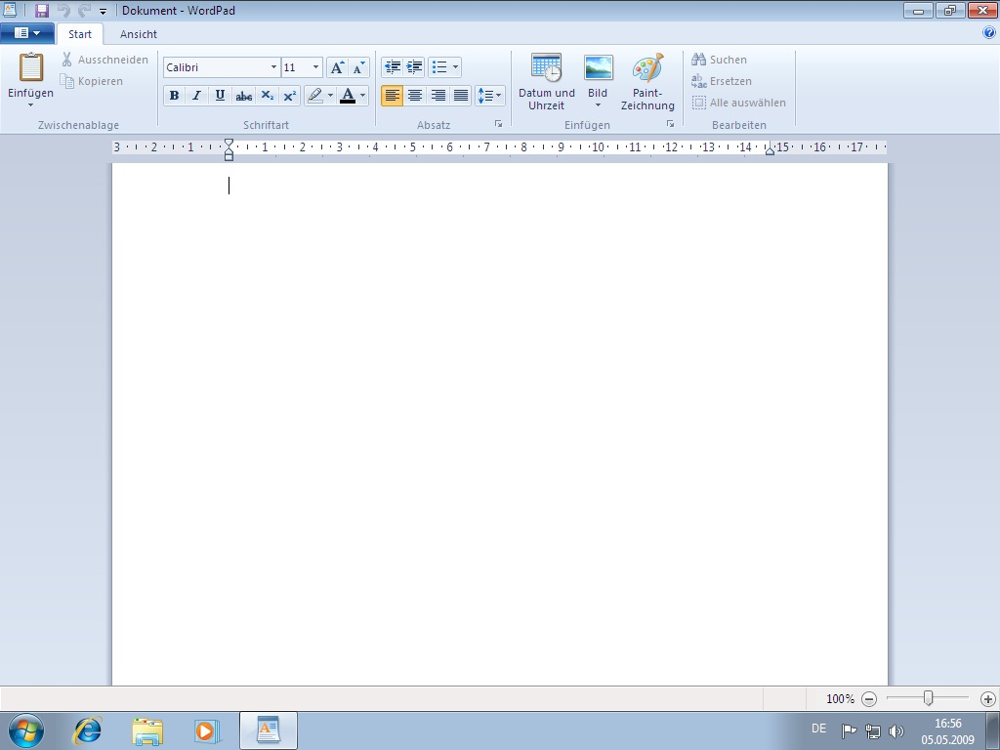 Dokument - WordPad
Start Ansicht
Einfügen Ausschneiden Kopieren
Zwischenablage
Calibri 11 A A
B I U abc X₂ X² A
Schriftart
Absatz
Datum und Uhrzeit
Bild
Paint-Zeichnung
Einfügen
Suchen
ab ac Ersetzen
Alle auswählen
Bearbeiten
3 2 1 1 2 3 4 5 6 7 8 9 10 11 12 13 14 15 16 17
100%
DE 16:56
05.05.2009